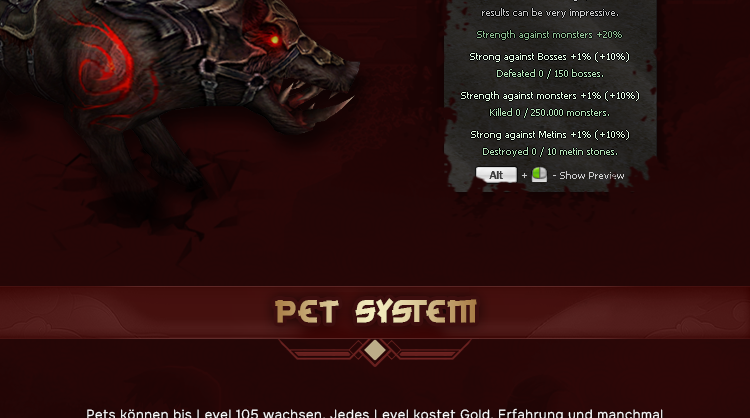 results can be very impressive.
Strength against monsters +20%
Strong against Bosses +1% (+10%)
Defeated 0 / 150 bosses.
Strength against monsters +1% (+10%)
Killed 0 / 250.000 monsters.
Strong against Metins +1% (+10%)
Destroyed 0 / 10 metin stones.
Alt + - Show Preview
PET SYSTEM
Pets können bis Level 105 wachsen. Jedes Level kostet Gold, Erfahrung und manchmal